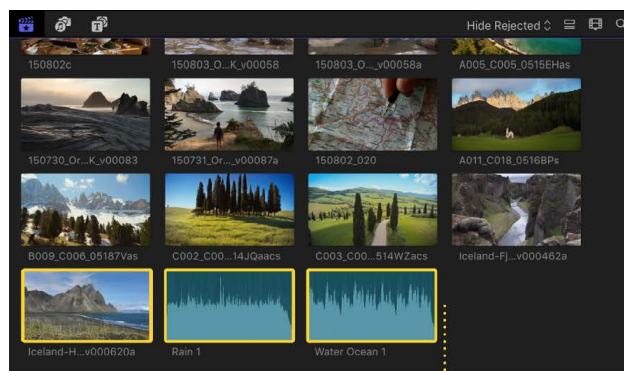 Hide Rejected
150802c
150803_O...K_v00058
150803_O..._v00058a
A005_C005_0515EHas
150730_Or...K_v00083
150731_Or..._v00087a
150802_020
A011_C018_0516BPs
B009_C006_05187Vas
C002_C00...14JQaacs
C003_C00...514WZacs
Iceland-Fj...v000462a
Iceland-H...v000620a
Rain 1
Water Ocean 1